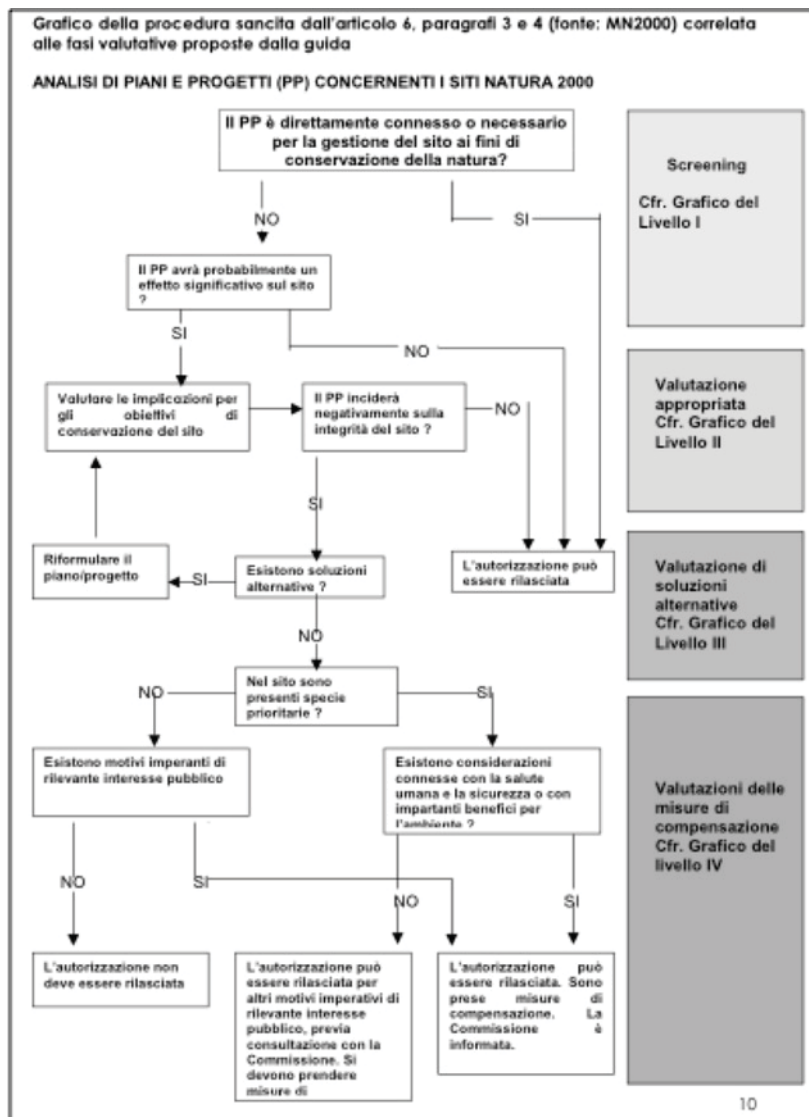 Grafico della procedura sancita dall'articolo 6, paragrafi 3 e 4 (fonte: MN2000) correlata
alle fasi valutative proposte dalla guida
ANALISI DI PIANI E PROGETTI (PP) CONCERNENTI I SITI NATURA 2000
Il PP è direttamente connesso o necessario
per la gestione del sito ai fini di
conservazione della natura?
Screening
Cfr. Grafico del
Livello I
NO
SI
Il PP avrà probabilmente un
effetto significativo sul sito
?
SI
NO
Valutare le implicazioni per
gli obiettivi di
conservazione del sito
Il PP inciderà
negativamente sulla
integrità del sito ?
NO
Valutazione
appropriata
Cfr. Grafico del
Livello II
SI
Riformulare il
piano/progetto
SI
Esistono soluzioni
alternative ?
L'autorizzazione può
essere rilasciata
Valutazione di
soluzioni
alternative
Cfr. Grafico del
Livello III
NO
Nel sito sono
presenti specie
prioritarie ?
NO
SI
Esistono motivi imperanti di
rilevante interesse pubblico
Esistono considerazioni
connesse con la salute
umana e la sicurezza o con
impartanti benefici per
l'ambiente ?
Valutazioni delle
misure di
compensazione
Cfr. Grafico del
livello IV
NO
SI
NO
SI
L'autorizzazione non
deve essere rilasciata
L'autorizzazione può
essere rilasciata per
altri motivi imperativi di
rilevante interesse
pubblico, previa
consultazione con la
Commissione. Si
devono prendere
misure di
L'autorizzazione può
essere rilasciata. Sono
prese misure di
compensazione. La
Commissione è
informata.
10